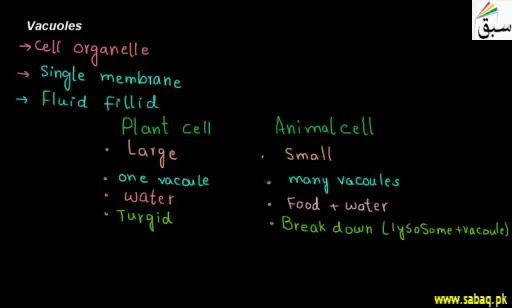 Vacuoles
سبق
→ Cell organelle
→ Single membrane
→ Fluid fillid
Plant cell Animal cell
• Large • Small
• one vacoule • many vacoules
• water • Food + water
• Turgid • Break down (lysosome+vacoule)
www.sabaq.pk